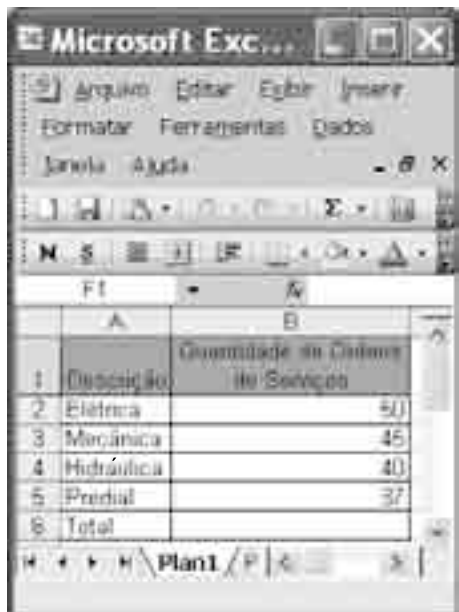 Microsoft Exc...
Arquivo Editar Exibir Inserir
Formatar Ferramentas Dados
Janela Ajuda
N S
F1
A B
1 Descrição Quantidade de Ordens de Serviços
2 Elétrica 50
3 Mecânica 45
4 Hidráulica 40
5 Predial 37
6 Total
Plan1 / P